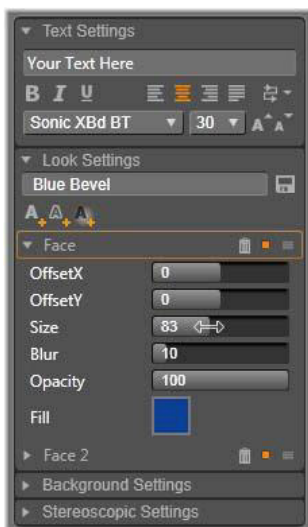 Text Settings
Your Text Here
B I U
Sonic XBd BT 30 A A
Look Settings
Blue Bevel
A A A
Face
OffsetX 0
OffsetY 0
Size 83
Blur 10
Opacity 100
Fill
Face 2
Background Settings
Stereoscopic Settings